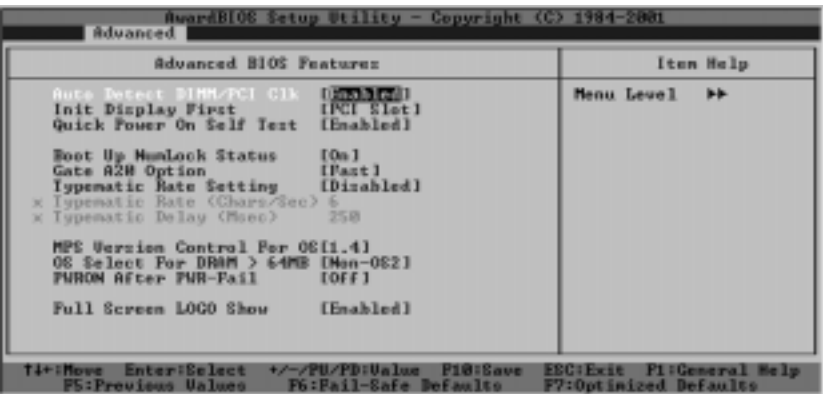 AwardBIOS Setup Utility - Copyright (C) 1984-2001
Advanced
Advanced BIOS Features
Item Help
Auto Detect DIMM/PCI Clk [Enabled]
Menu Level ▶▶
Init Display First [PCI Slot]
Quick Power On Self Test [Enabled]
Boot Up NumLock Status [On]
Gate A20 Option [Fast]
Typematic Rate Setting [Disabled]
x Typematic Rate (Chars/Sec) 6
x Typematic Delay (Msec) 250
MPS Version Control For OS[1.4]
OS Select For DRAM > 64MB [Non-OS2]
PWRON After PWR-Fail [Off]
Full Screen LOGO Show [Enabled]
↑↓←:Move Enter:Select +/-/PU/PD:Value F10:Save ESC:Exit F1:General Help
F5:Previous Values F6:Fail-Safe Defaults F7:Optimized Defaults